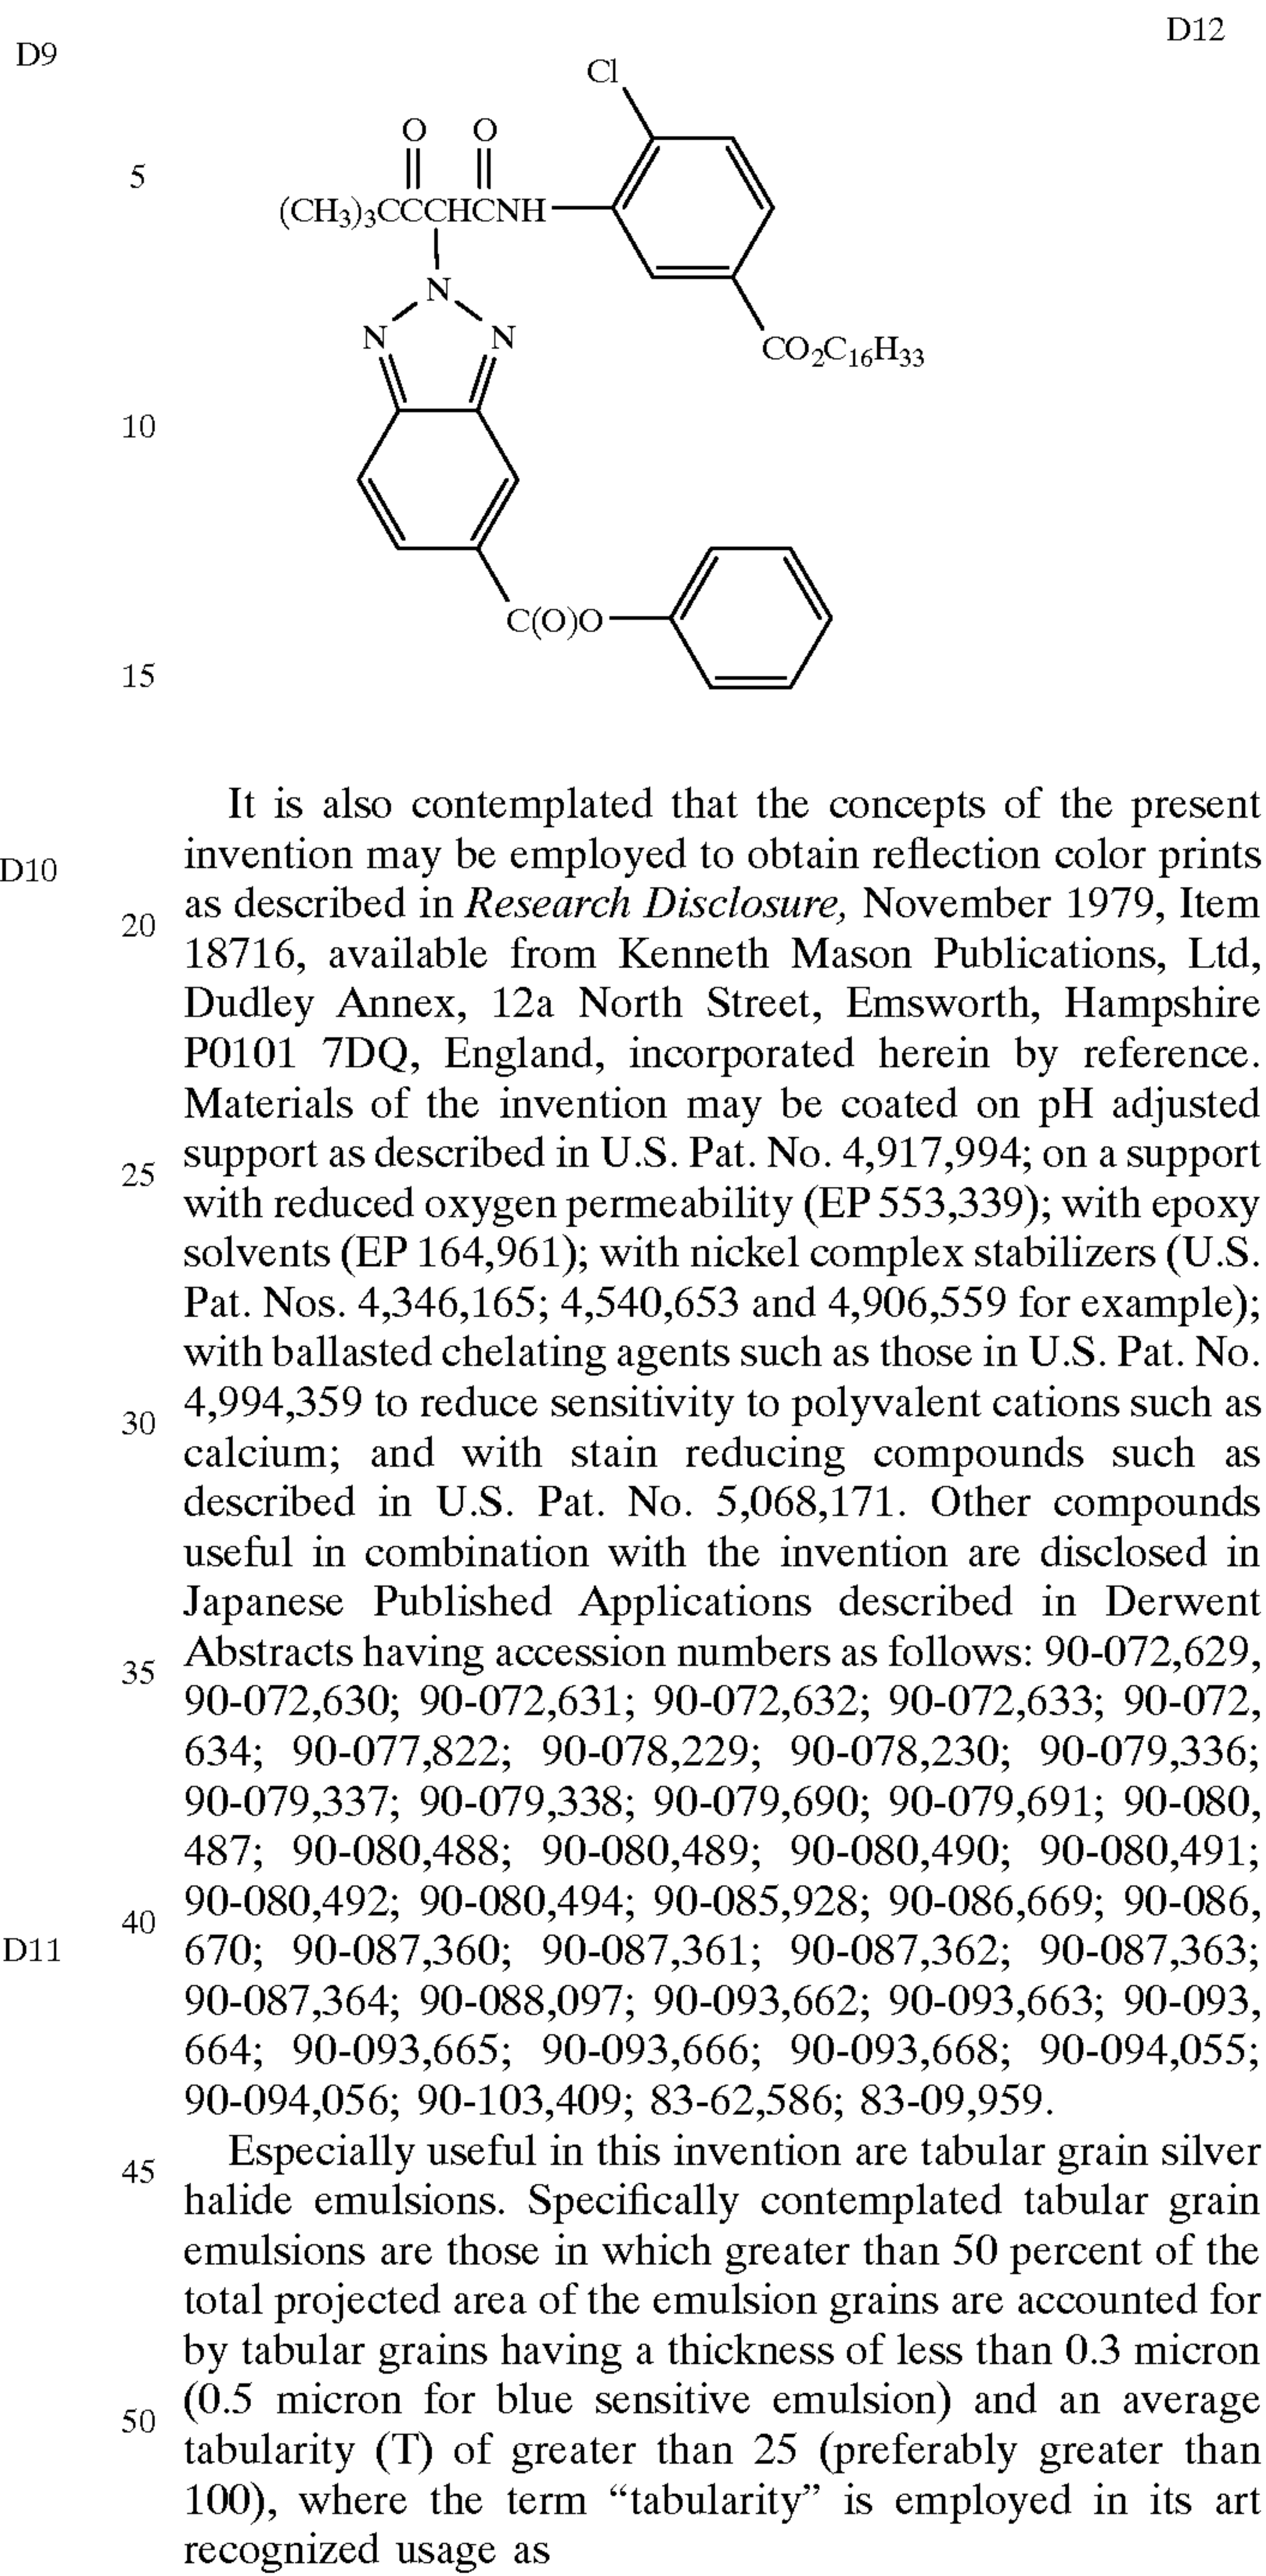 D12
D9
Cl
O O
5
(CH3)3CCCHCNH
N
N N
CO2C16H33
10
C(O)O
15
It is also contemplated that the concepts of the present
D10 invention may be employed to obtain reflection color prints
20 as described in Research Disclosure, November 1979, Item
18716, available from Kenneth Mason Publications, Ltd,
Dudley Annex, 12a North Street, Emsworth, Hampshire
P0101 7DQ, England, incorporated herein by reference.
Materials of the invention may be coated on pH adjusted
25 support as described in U.S. Pat. No. 4,917,994; on a support
with reduced oxygen permeability (EP 553,339); with epoxy
solvents (EP 164,961); with nickel complex stabilizers (U.S.
Pat. Nos. 4,346,165; 4,540,653 and 4,906,559 for example);
with ballasted chelating agents such as those in U.S. Pat. No.
30 4,994,359 to reduce sensitivity to polyvalent cations such as
calcium; and with stain reducing compounds such as
described in U.S. Pat. No. 5,068,171. Other compounds
useful in combination with the invention are disclosed in
Japanese Published Applications described in Derwent
35 Abstracts having accession numbers as follows: 90-072,629,
90-072,630; 90-072,631; 90-072,632; 90-072,633; 90-072,
634; 90-077,822; 90-078,229; 90-078,230; 90-079,336;
90-079,337; 90-079,338; 90-079,690; 90-079,691; 90-080,
487; 90-080,488; 90-080,489; 90-080,490; 90-080,491;
40 90-080,492; 90-080,494; 90-085,928; 90-086,669; 90-086,
D11 670; 90-087,360; 90-087,361; 90-087,362; 90-087,363;
90-087,364; 90-088,097; 90-093,662; 90-093,663; 90-093,
664; 90-093,665; 90-093,666; 90-093,668; 90-094,055;
90-094,056; 90-103,409; 83-62,586; 83-09,959.
45 Especially useful in this invention are tabular grain silver
halide emulsions. Specifically contemplated tabular grain
emulsions are those in which greater than 50 percent of the
total projected area of the emulsion grains are accounted for
by tabular grains having a thickness of less than 0.3 micron
50 (0.5 micron for blue sensitive emulsion) and an average
tabularity (T) of greater than 25 (preferably greater than
100), where the term “tabularity” is employed in its art
recognized usage as